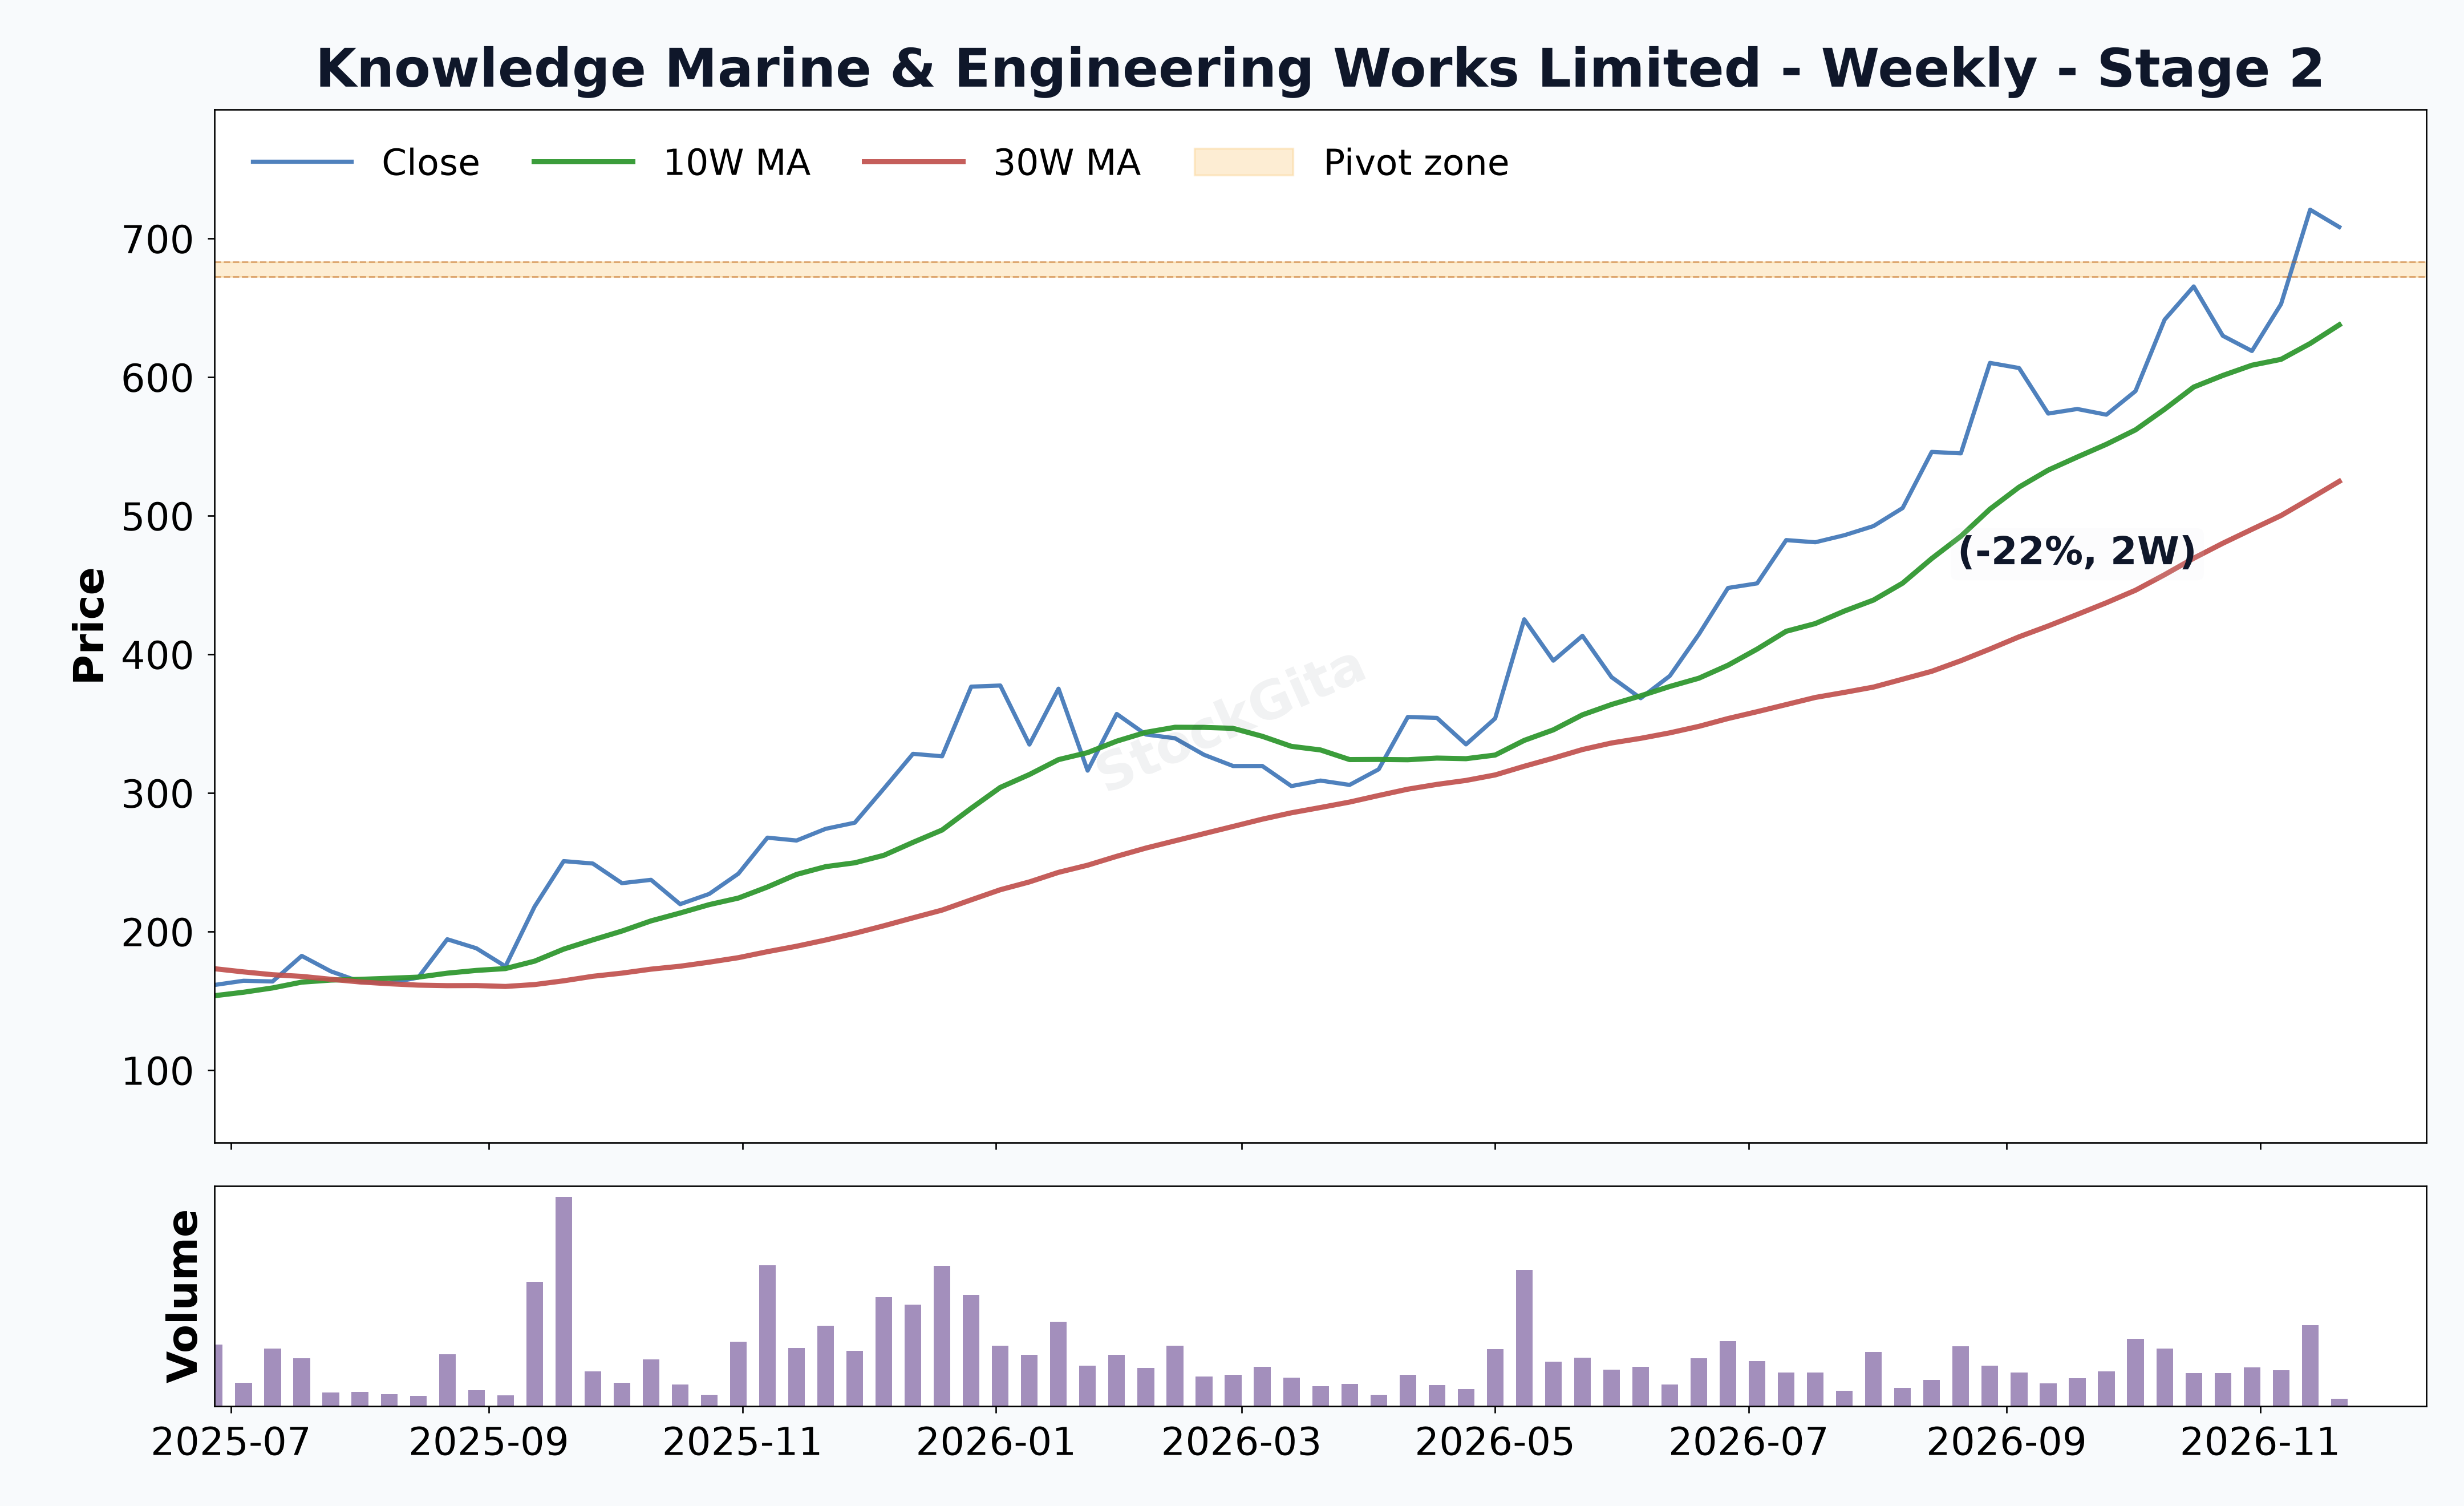 Knowledge Marine & Engineering Works Limited - Weekly - Stage 2
Close 10W MA 30W MA Pivot zone
700
600
500
400
300
200
100
Price
(-22%, 2W)
StockGita
Volume
2025-07 2025-09 2025-11 2026-01 2026-03 2026-05 2026-07 2026-09 2026-11